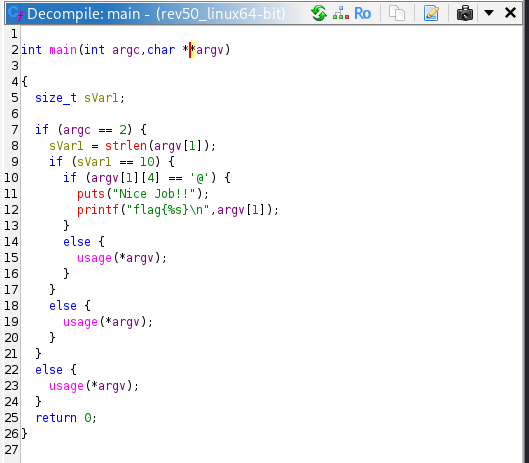 Decompile: main - (rev50_linux64-bit)
Ro
1
2 int main(int argc,char **argv)
3
4 {
5   size_t sVar1;
6
7   if (argc == 2) {
8     sVar1 = strlen(argv[1]);
9     if (sVar1 == 10) {
10       if (argv[1][4] == '@') {
11         puts("Nice Job!!");
12         printf("flag{%s}\n",argv[1]);
13       }
14       else {
15         usage(*argv);
16       }
17     }
18     else {
19       usage(*argv);
20     }
21   }
22   else {
23     usage(*argv);
24   }
25   return 0;
26 }
27